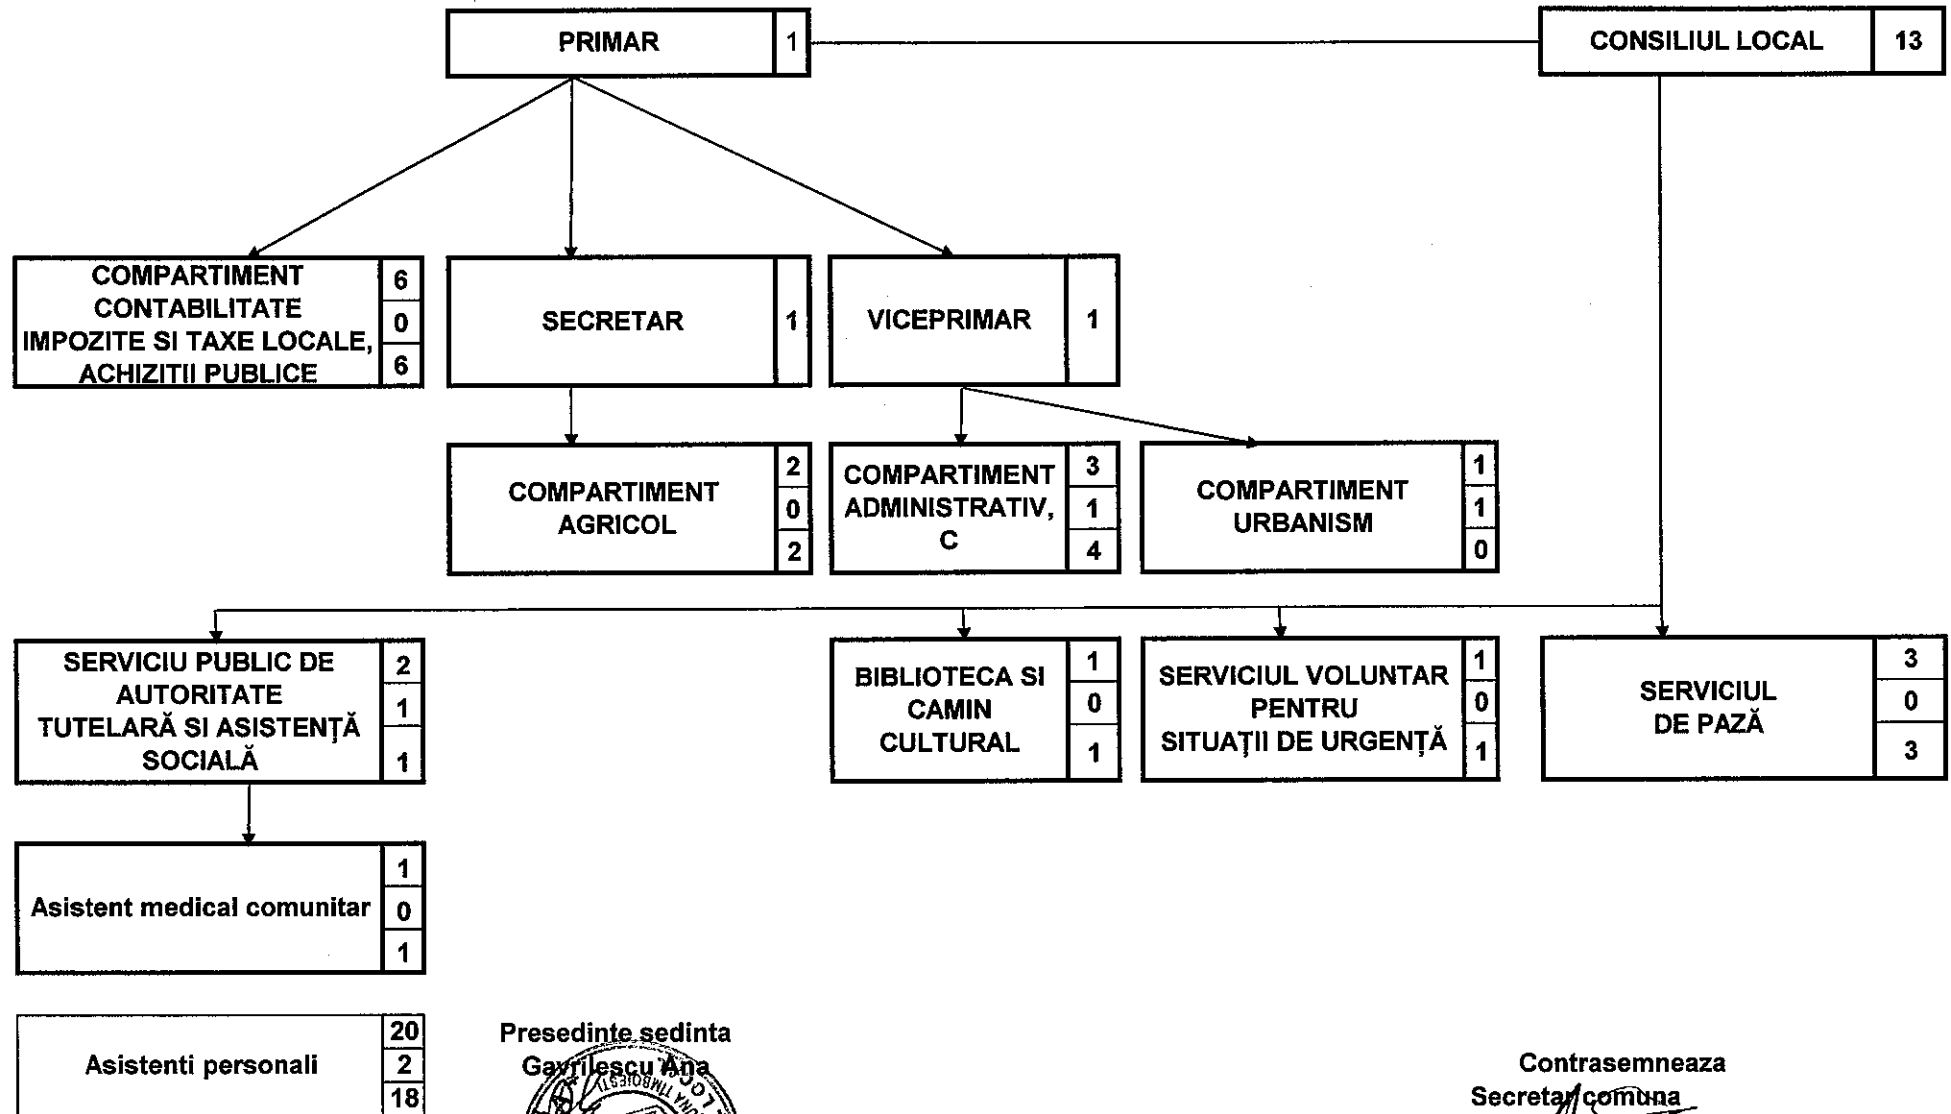 PRIMAR 1
CONSILIUL LOCAL 13
COMPARTIMENT
CONTABILITATE
IMPOZITE SI TAXE LOCALE,
ACHIZITII PUBLICE
6
0
6
SECRETAR 1
VICEPRIMAR 1
COMPARTIMENT
AGRICOL
2
0
2
COMPARTIMENT
ADMINISTRATIV,
C
3
1
4
COMPARTIMENT
URBANISM
1
1
0
SERVICIU PUBLIC DE
AUTORITATE
TUTELARĂ SI ASISTENŢĂ
SOCIALĂ
2
1
1
BIBLIOTECA SI
CAMIN
CULTURAL
1
0
1
SERVICIUL VOLUNTAR
PENTRU
SITUAŢII DE URGENŢĂ
1
0
1
SERVICIUL
DE PAZĂ
3
0
3
Asistent medical comunitar
1
0
1
Asistenti personali
20
2
18
Presedinte sedinta
Gavrilescu Ana
Contrasemneaza
Secretar comuna